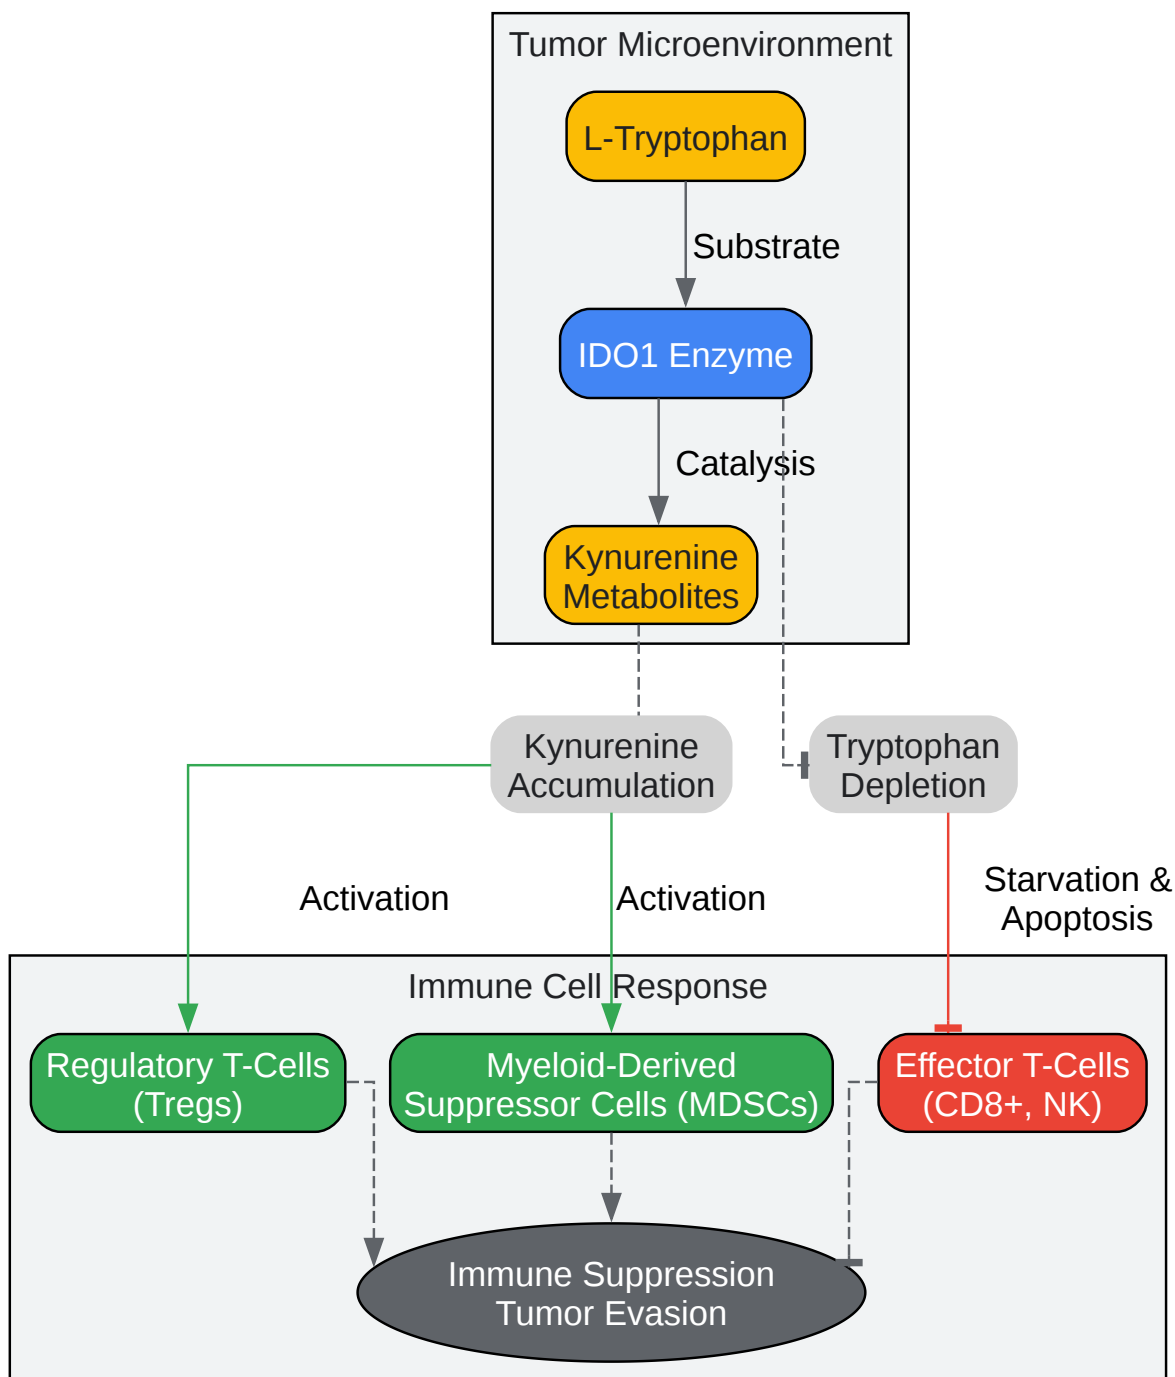 Tumor Microenvironment
L-Tryptophan
Substrate
IDO1 Enzyme
Catalysis
Kynurenine
Metabolites
Kynurenine
Accumulation
Tryptophan
Depletion
Activation
Activation
Starvation &
Apoptosis
Immune Cell Response
Regulatory T-Cells
(Tregs)
Myeloid-Derived
Suppressor Cells (MDSCs)
Effector T-Cells
(CD8+, NK)
Immune Suppression
Tumor Evasion